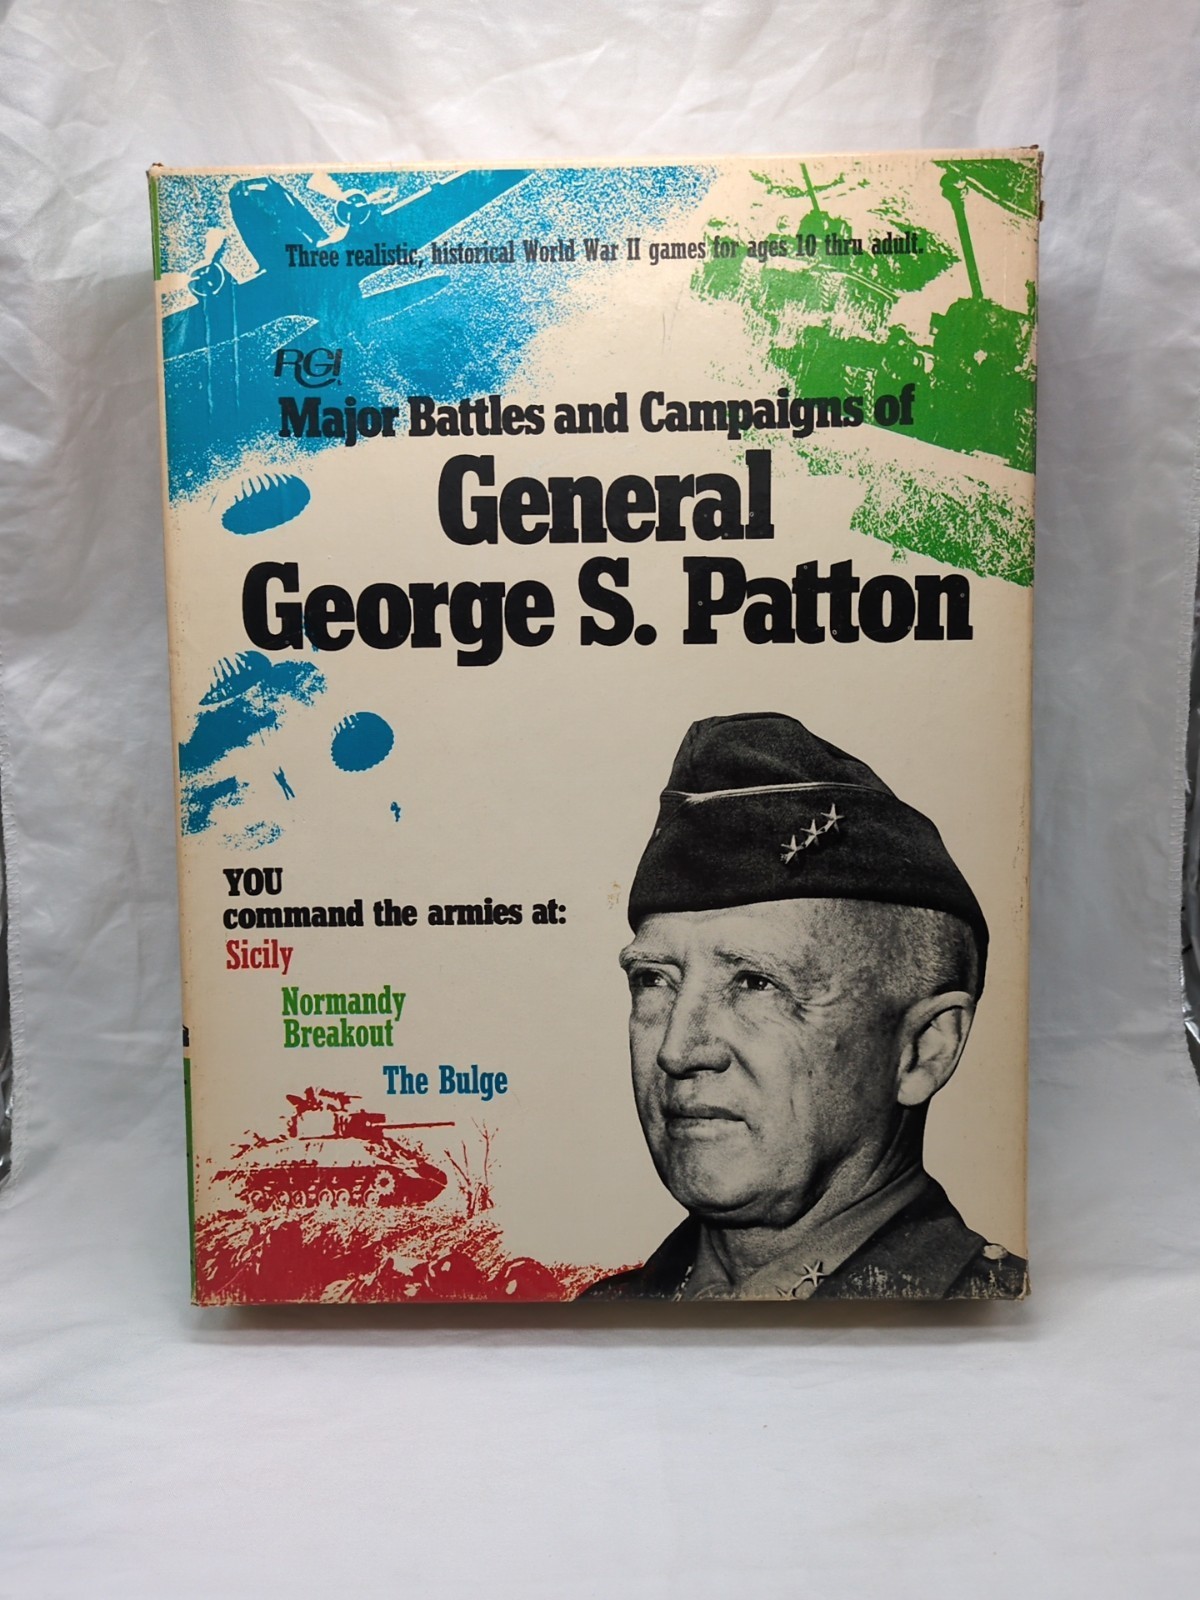 Three realistic, historical World War II games for ages 10 thru adult.
RGI
Major Battles and Campaigns of
General
George S. Patton
YOU
command the armies at:
Sicily
Normandy
Breakout
The Bulge